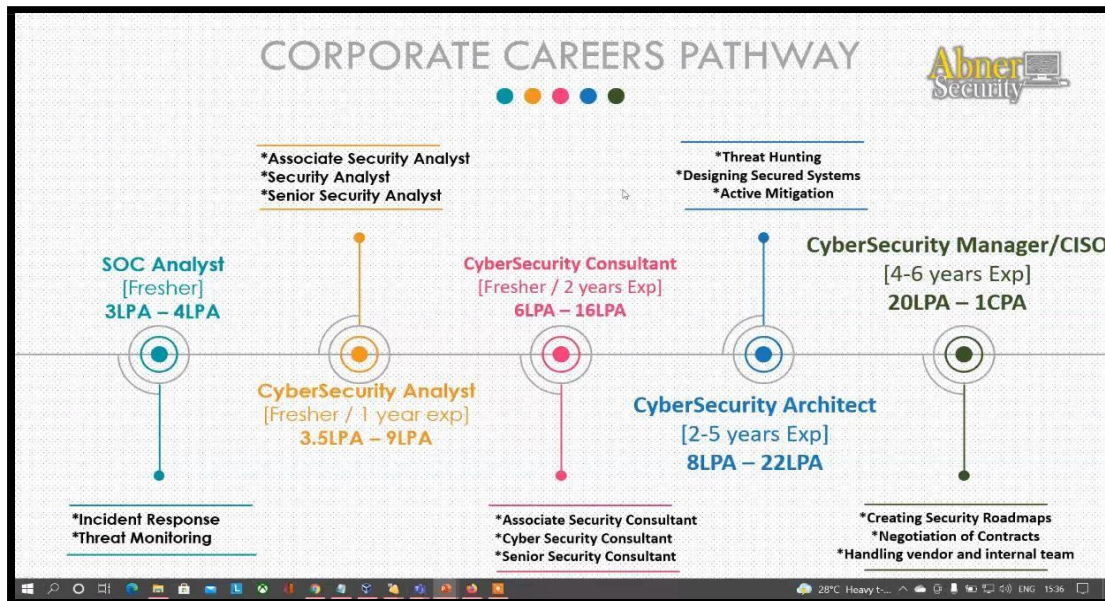 CORPORATE CAREERS PATHWAY
Abner
Security
*Associate Security Analyst
*Security Analyst
*Senior Security Analyst
*Threat Hunting
*Designing Secured Systems
*Active Mitigation
SOC Analyst
[Fresher]
3LPA – 4LPA
CyberSecurity Consultant
[Fresher / 2 years Exp]
6LPA – 16LPA
CyberSecurity Manager/CISO
[4-6 years Exp]
20LPA – 1CPA
CyberSecurity Analyst
[Fresher / 1 year exp]
3.5LPA – 9LPA
CyberSecurity Architect
[2-5 years Exp]
8LPA – 22LPA
*Incident Response
*Threat Monitoring
*Associate Security Consultant
*Cyber Security Consultant
*Senior Security Consultant
*Creating Security Roadmaps
*Negotiation of Contracts
*Handling vendor and internal team
28°C Heavy t-... ENG 15:36